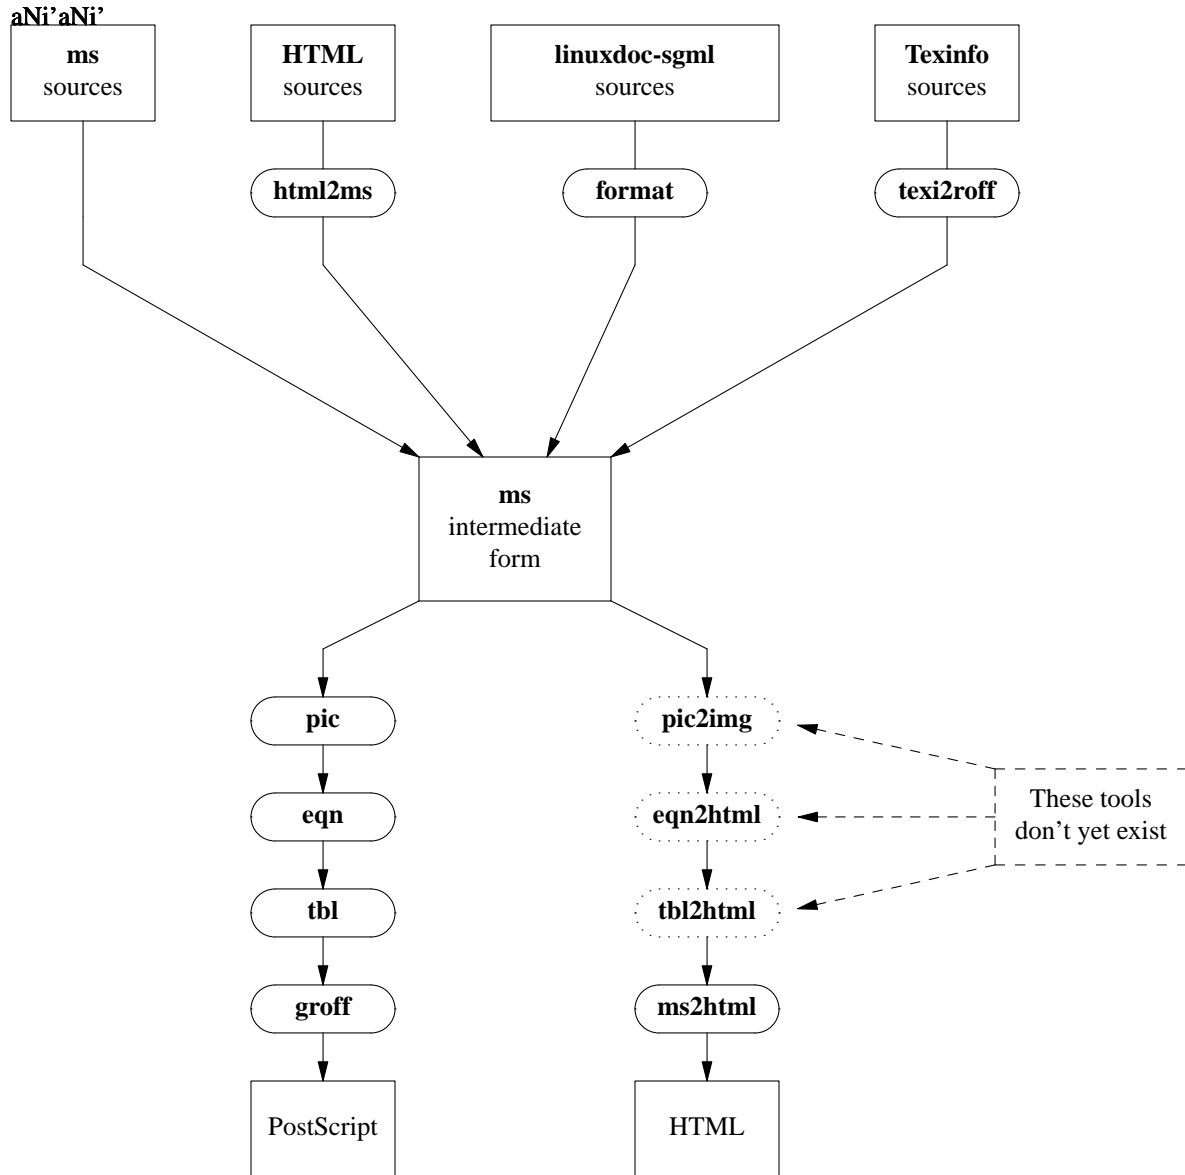 aNi’aNi’
ms
sources
HTML
sources
linuxdoc-sgml
sources
Texinfo
sources
html2ms
format
texi2roff
ms
intermediate
form
pic
pic2img
eqn
eqn2html
These tools
don’t yet exist
tbl
tbl2html
groff
ms2html
PostScript
HTML